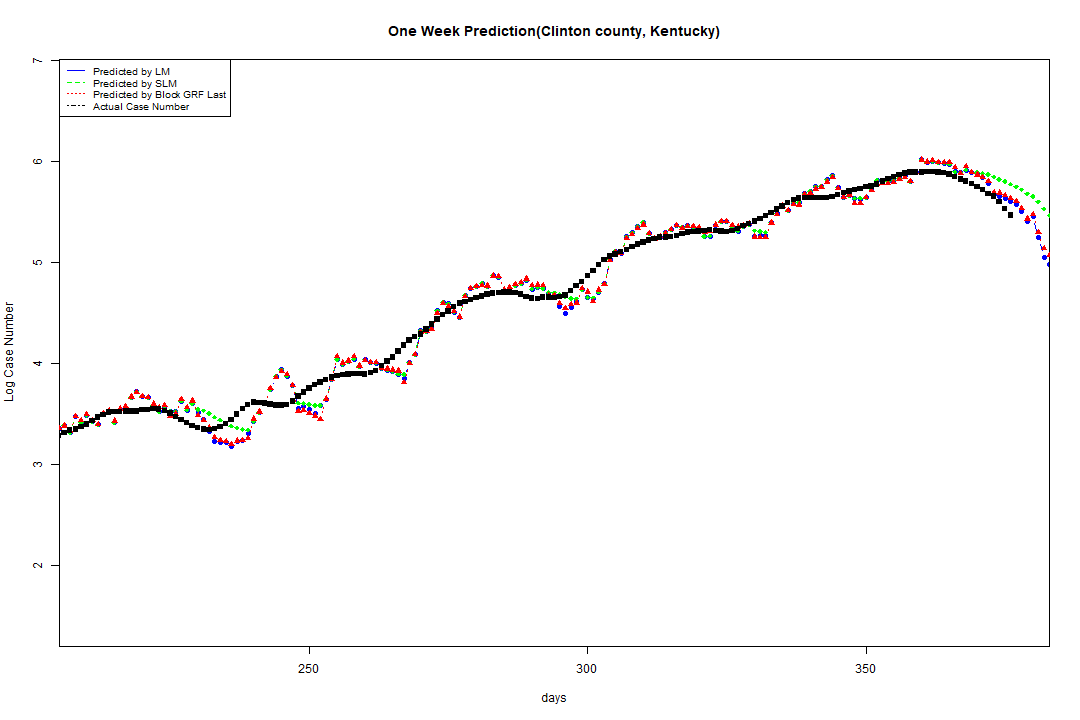 One Week Prediction(Clinton county, Kentucky)
Predicted by LM
Predicted by SLM
Predicted by Block GRF Last
Actual Case Number
7
6
5
4
3
2
Log Case Number
250 300 350
days